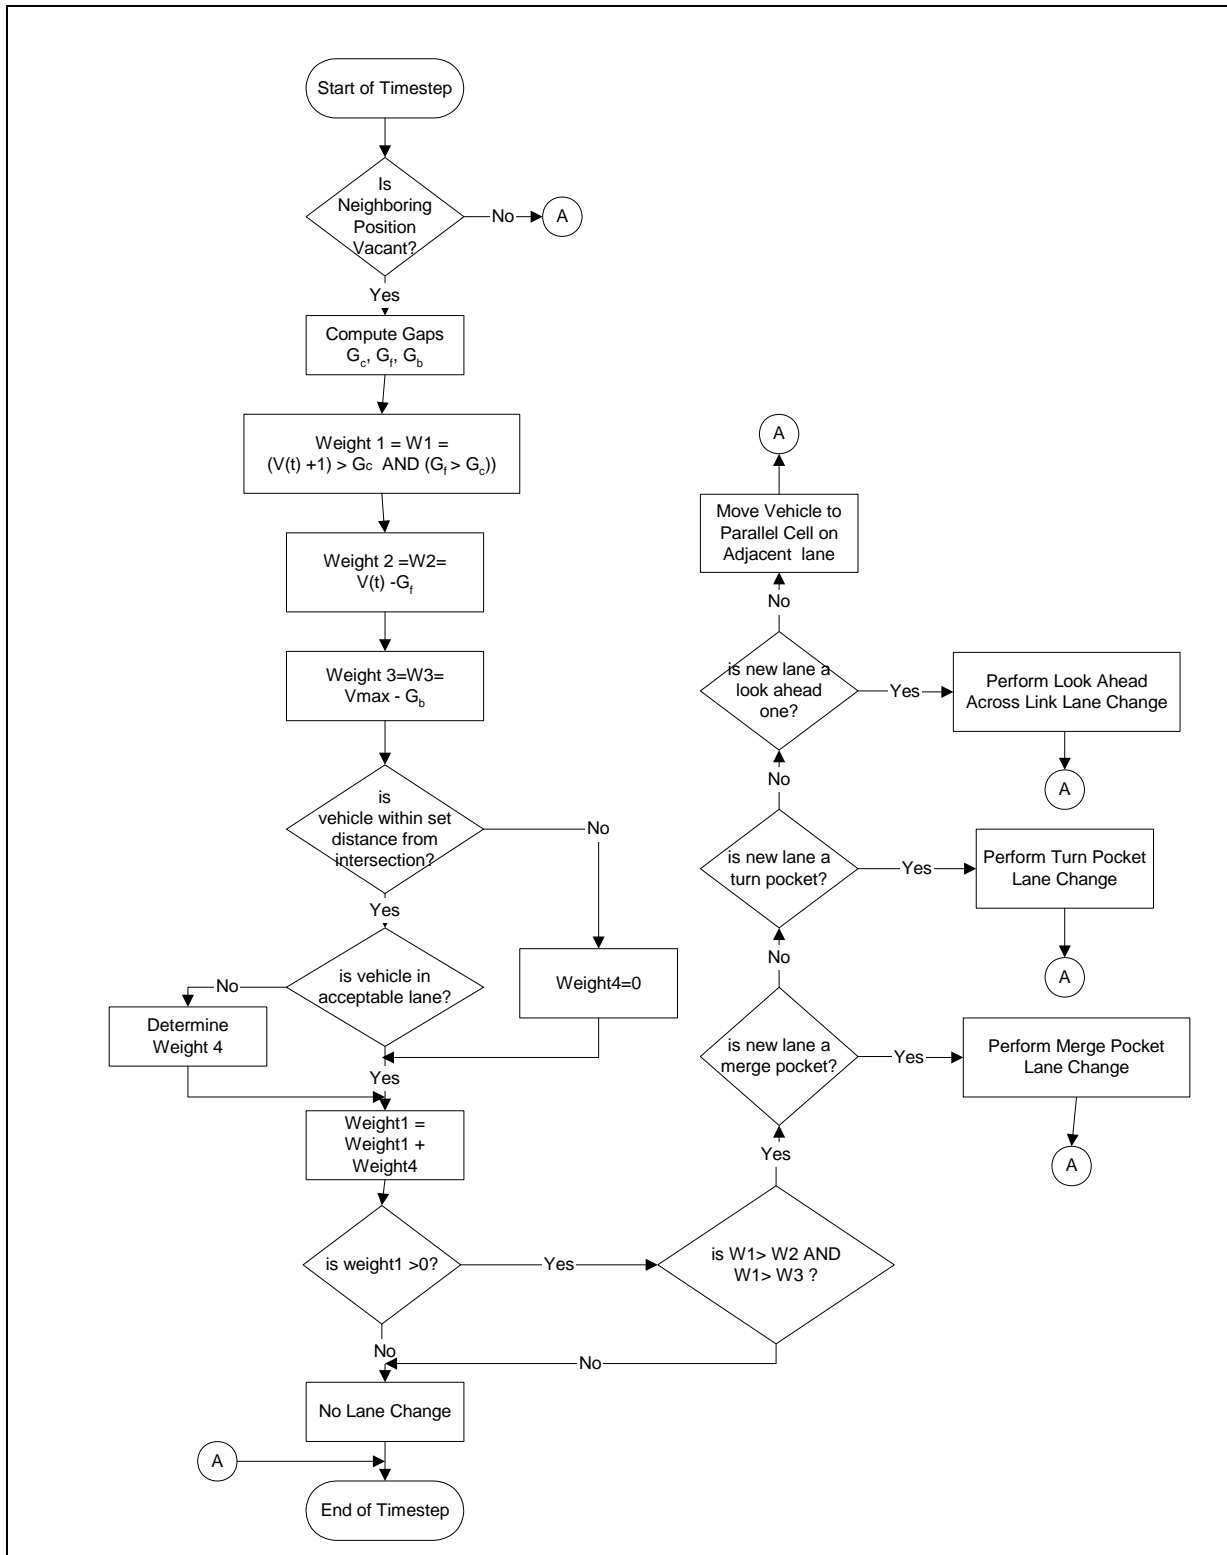 Start of Timestep
Is
Neighboring
Position
Vacant?
No
A
Yes
Compute Gaps
Gc, Gf, Gb
Weight 1 = W1 =
(V(t) +1) > Gc AND (Gf > Gc))
Weight 2 =W2=
V(t) -Gf
Weight 3=W3=
Vmax - Gb
is
vehicle within set
distance from
intersection?
No
Yes
is vehicle in
acceptable lane?
No
Weight4=0
Determine
Weight 4
Yes
Weight1 =
Weight1 +
Weight4
is weight1 >0?
Yes
is W1> W2 AND
W1> W3 ?
No
No
No Lane Change
A
End of Timestep
Yes
is new lane a
merge pocket?
Yes
Perform Merge Pocket
Lane Change
A
No
is new lane a
turn pocket?
Yes
Perform Turn Pocket
Lane Change
A
No
is new lane a
look ahead
one?
Yes
Perform Look Ahead
Across Link Lane Change
A
No
Move Vehicle to
Parallel Cell on
Adjacent lane
A